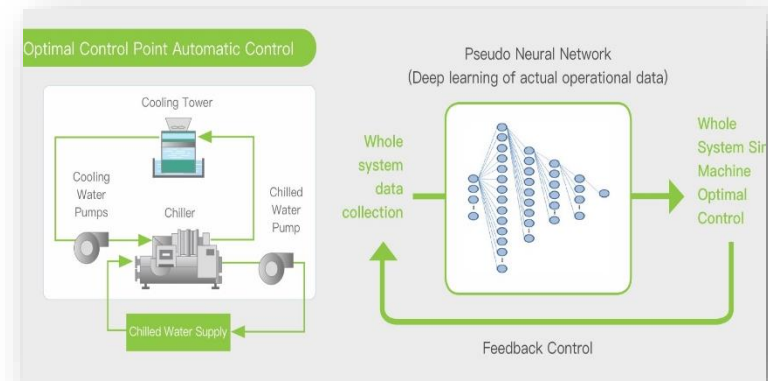 Optimal Control Point Automatic Control
Cooling Tower
Cooling
Water
Pumps
Chiller
Chilled
Water
Pump
Chilled Water Supply
Pseudo Neural Network
(Deep learning of actual operational data)
Whole
system
data
collection
Whole
System Sin
Machine
Optimal
Control
Feedback Control